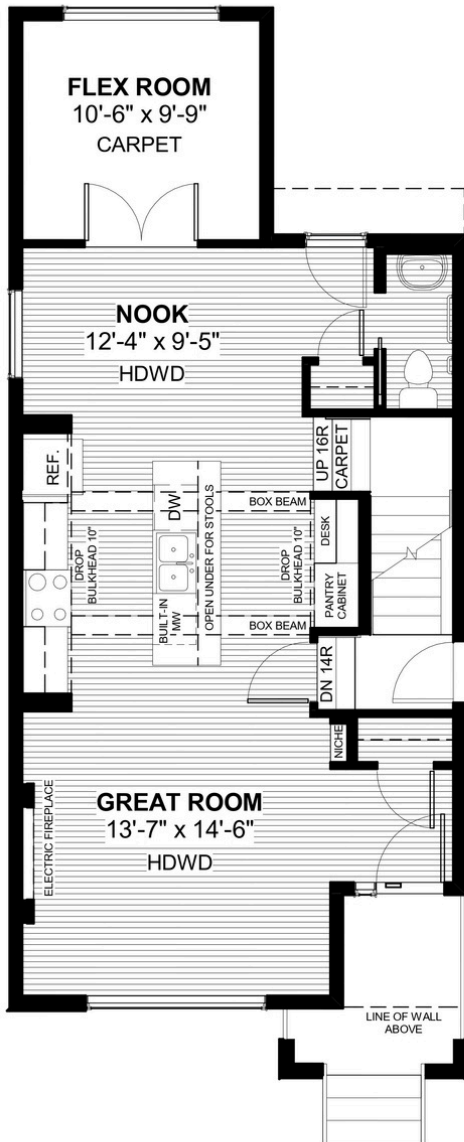 FLEX ROOM
10'-6" x 9'-9"
CARPET
NOOK
12'-4" x 9'-5"
HDWD
REF.
UP 16R
CARPET
DW
BOX BEAM
OPEN UNDER FOR STOOLS
DROP
BULKHEAD 10"
DROP
BULKHEAD 10"
DESK
PANTRY
CABINET
BUILT-IN
MW
BOX BEAM
DN 14R
NICHE
ELECTRIC FIREPLACE
GREAT ROOM
13'-7" x 14'-6"
HDWD
LINE OF WALL
ABOVE